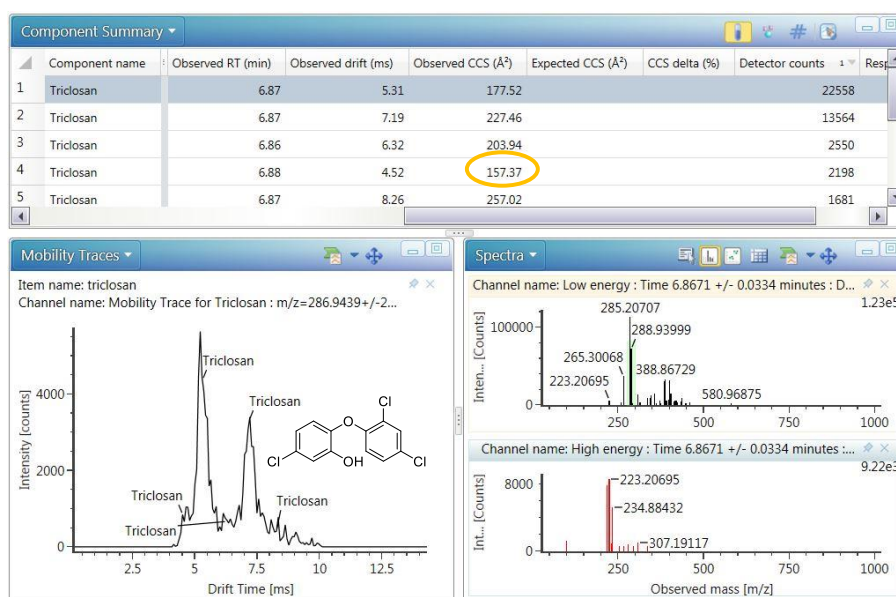 Component Summary
Component name Observed RT (min) Observed drift (ms) Observed CCS (Å²) Expected CCS (Å²) CCS delta (%) Detector counts 1 Resp
1 Triclosan 6.87 5.31 177.52 22558
2 Triclosan 6.87 7.19 227.46 13564
3 Triclosan 6.86 6.32 203.94 2550
4 Triclosan 6.88 4.52 157.37 2198
5 Triclosan 6.87 8.26 257.02 1681
Mobility Traces
Item name: triclosan
Channel name: Mobility Trace for Triclosan : m/z=286.9439+/-2...
Intensity [Counts]
4000
2000
0
Triclosan
Triclosan
Triclosan
Triclosan
Triclosan
Cl
O
Cl
OH
Cl
2.5 5 7.5 10 12.5
Drift Time [ms]
Spectra
Channel name: Low energy : Time 6.8671 +/- 0.0334 minutes : D...
1.23e5
Inten... [Counts]
100000
0
285.20707
288.93999
265.30068
388.86729
223.20695
580.96875
250 500 750 1000
Channel name: High energy : Time 6.8671 +/- 0.0334 minutes :...
9.22e3
Int... [Counts]
8000
0
223.20695
234.88432
307.19117
250 500 750 1000
Observed mass [m/z]